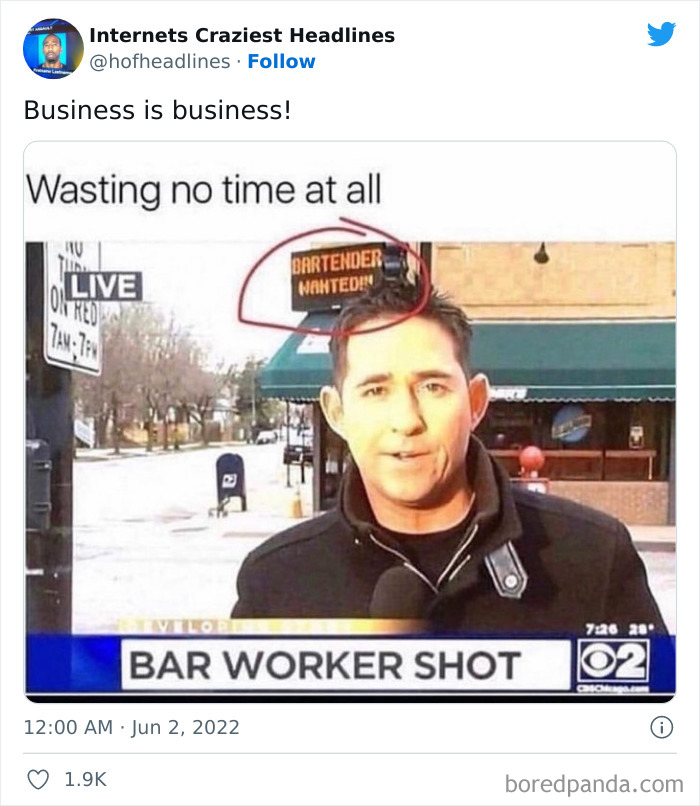 Internets Craziest Headlines
@hofheadlines · Follow
Business is business!
Wasting no time at all
NO
TURN
ON RED
7AM-7PM
LIVE
BARTENDER
WANTED!!!
DEVELOPING STORY
7:26 28°
BAR WORKER SHOT
2
CBSChicago.com
12:00 AM · Jun 2, 2022
1.9K
boredpanda.com